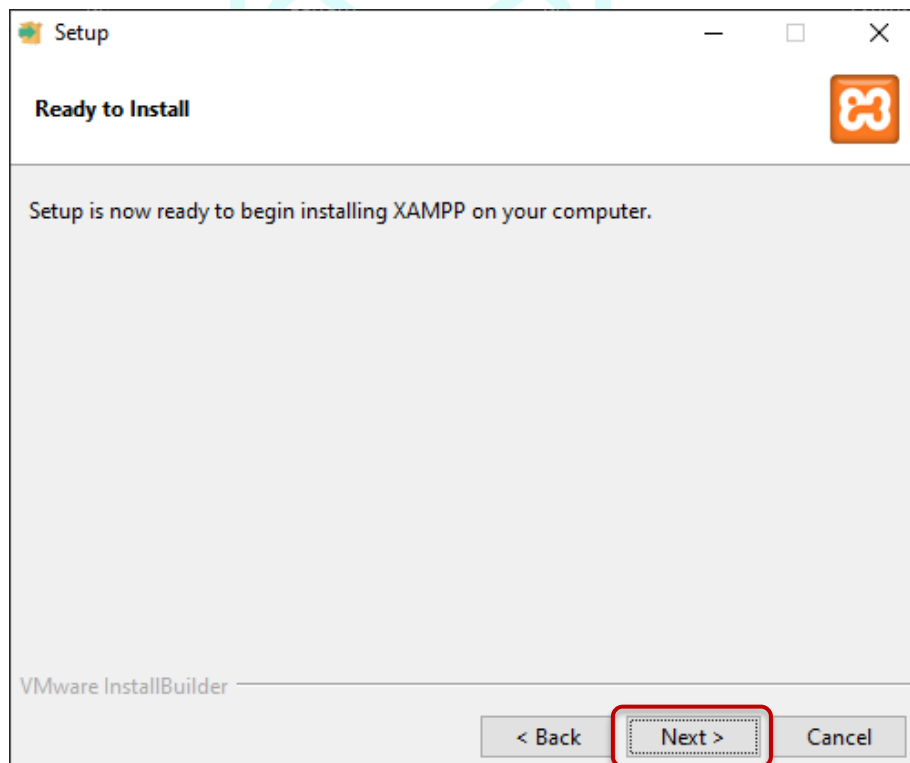 Setup
Ready to Install
Setup is now ready to begin installing XAMPP on your computer.
VMware InstallBuilder
< Back Next > Cancel